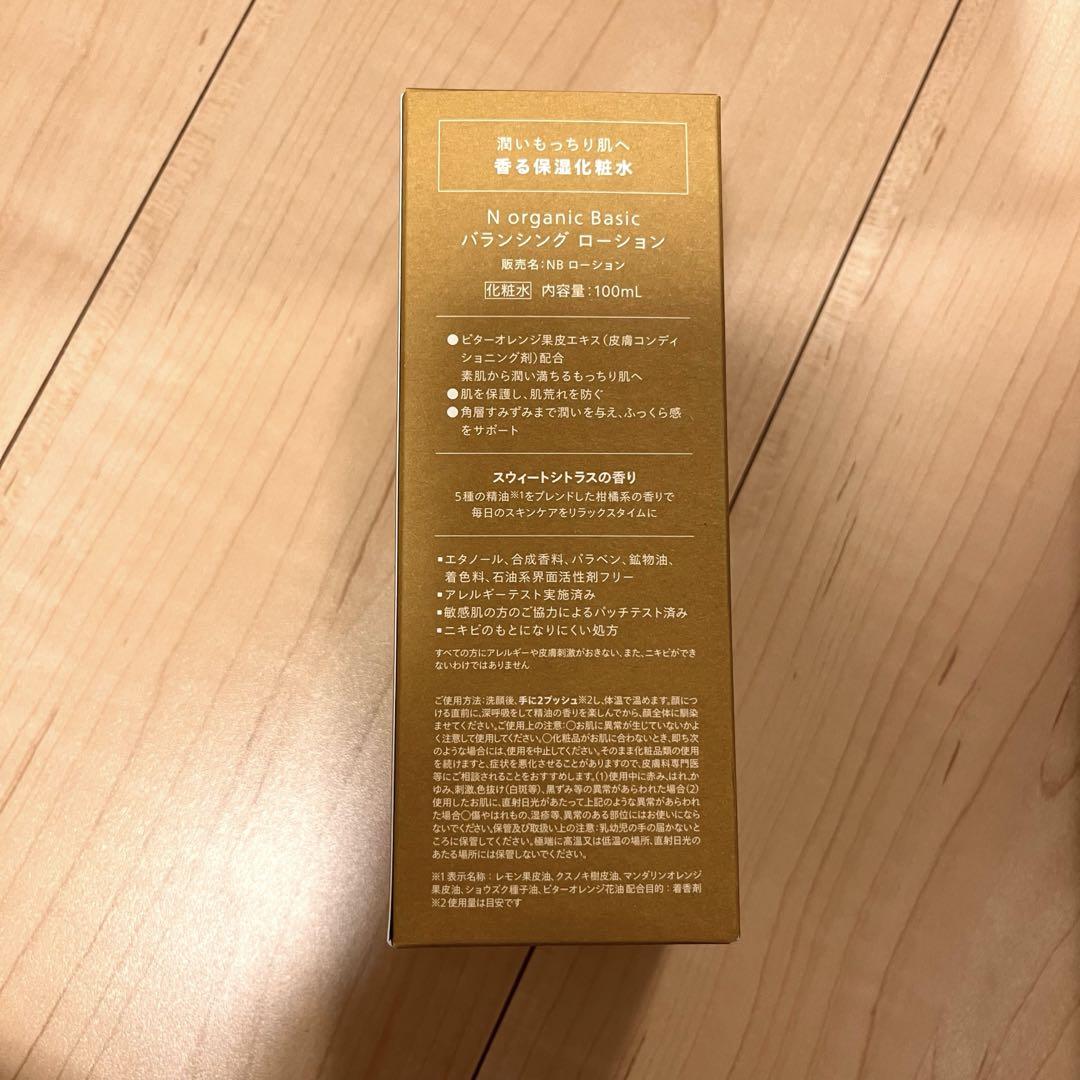 潤いもっちり肌へ
香る保湿化粧水
N organic Basic
バランシング ローション
販売名：NB ローション
化粧水 内容量：100mL
●ビターオレンジ果皮エキス（皮膚コンディ
ショニング剤）配合
素肌から潤い満ちるもっちり肌へ
●肌を保護し、肌荒れを防ぐ
●角層すみずみまで潤いを与え、ふっくら感
をサポート
スウィートシトラスの香り
5種の精油※1をブレンドした柑橘系の香りで
毎日のスキンケアをリラックスタイムに
▪エタノール、合成香料、パラベン、鉱物油、
着色料、石油系界面活性剤フリー
▪アレルギーテスト実施済み
▪敏感肌の方のご協力によるパッチテスト済み
▪ニキビのもとになりにくい処方
すべての方にアレルギーや皮膚刺激がおきない、また、ニキビができ
ないわけではありません
ご使用方法：洗顔後、手に2プッシュ※2し、体温で温めます。顔につ
ける直前に、深呼吸をして精油の香りを楽しんでから、顔全体に馴染
ませてください。ご使用上の注意：〇お肌に異常が生じていないかよ
く注意して使用してください。〇化粧品がお肌に合わないとき、即ち次
のような場合には、使用を中止してください。そのまま化粧品類の使用
を続けますと、症状を悪化させることがありますので、皮膚科専門医
等にご相談されることをおすすめします。(1)使用中に赤み、はれ、か
ゆみ、刺激、色抜け（白斑等）、黒ずみ等の異常があらわれた場合(2)
使用したお肌に、直射日光があたって上記のような異常があらわれ
た場合〇傷やはれもの、湿疹等、異常のある部位にはお使いになら
ないでください。保管及び取扱い上の注意：乳幼児の手の届かないと
ころに保管してください。極端に高温又は低温の場所、直射日光の
あたる場所には保管しないでください。
※1 表示名称： レモン果皮油、クスノキ樹皮油、マンダリンオレンジ
果皮油、ショウズク種子油、ビターオレンジ花油 配合目的：着香剤
※2 使用量は目安です